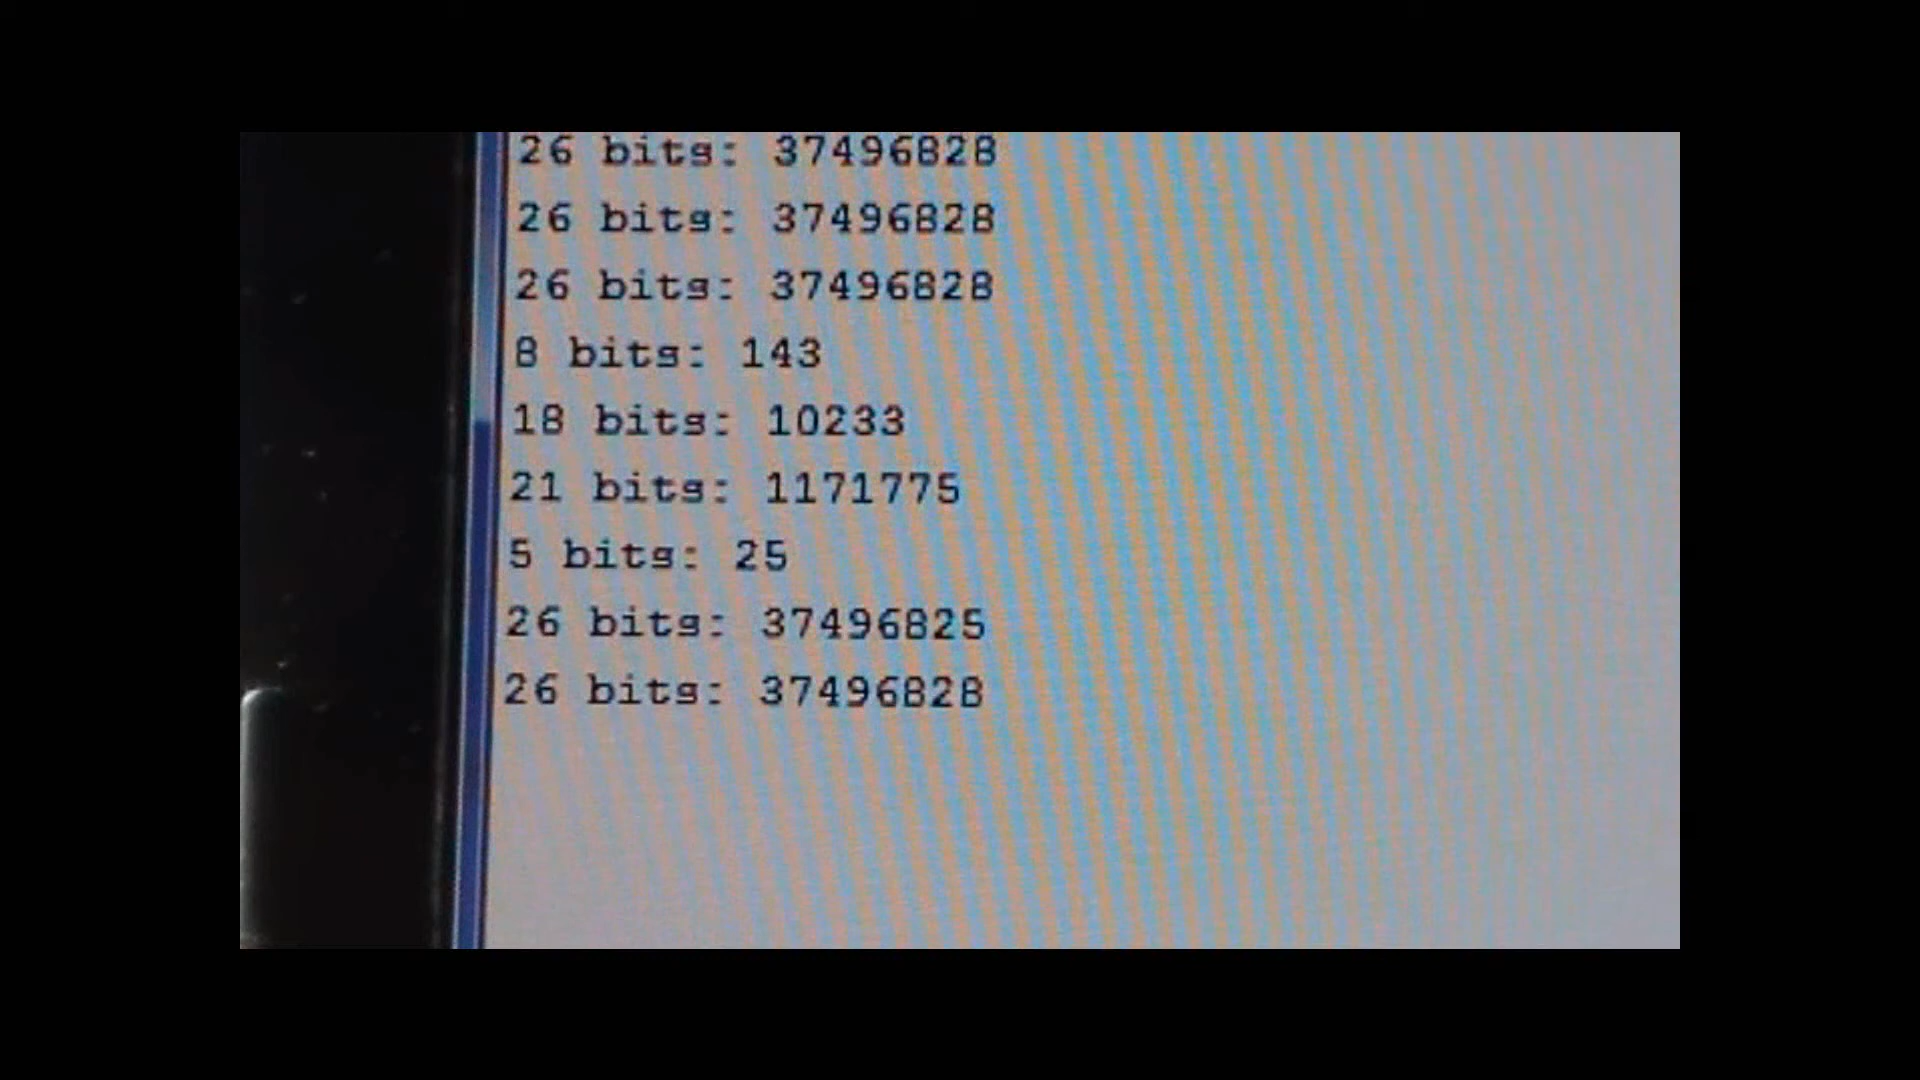 26 bits: 37496828
26 bits: 37496828
26 bits: 37496828
8 bits: 143
18 bits: 10233
21 bits: 1171775
5 bits: 25
26 bits: 37496825
26 bits: 37496828